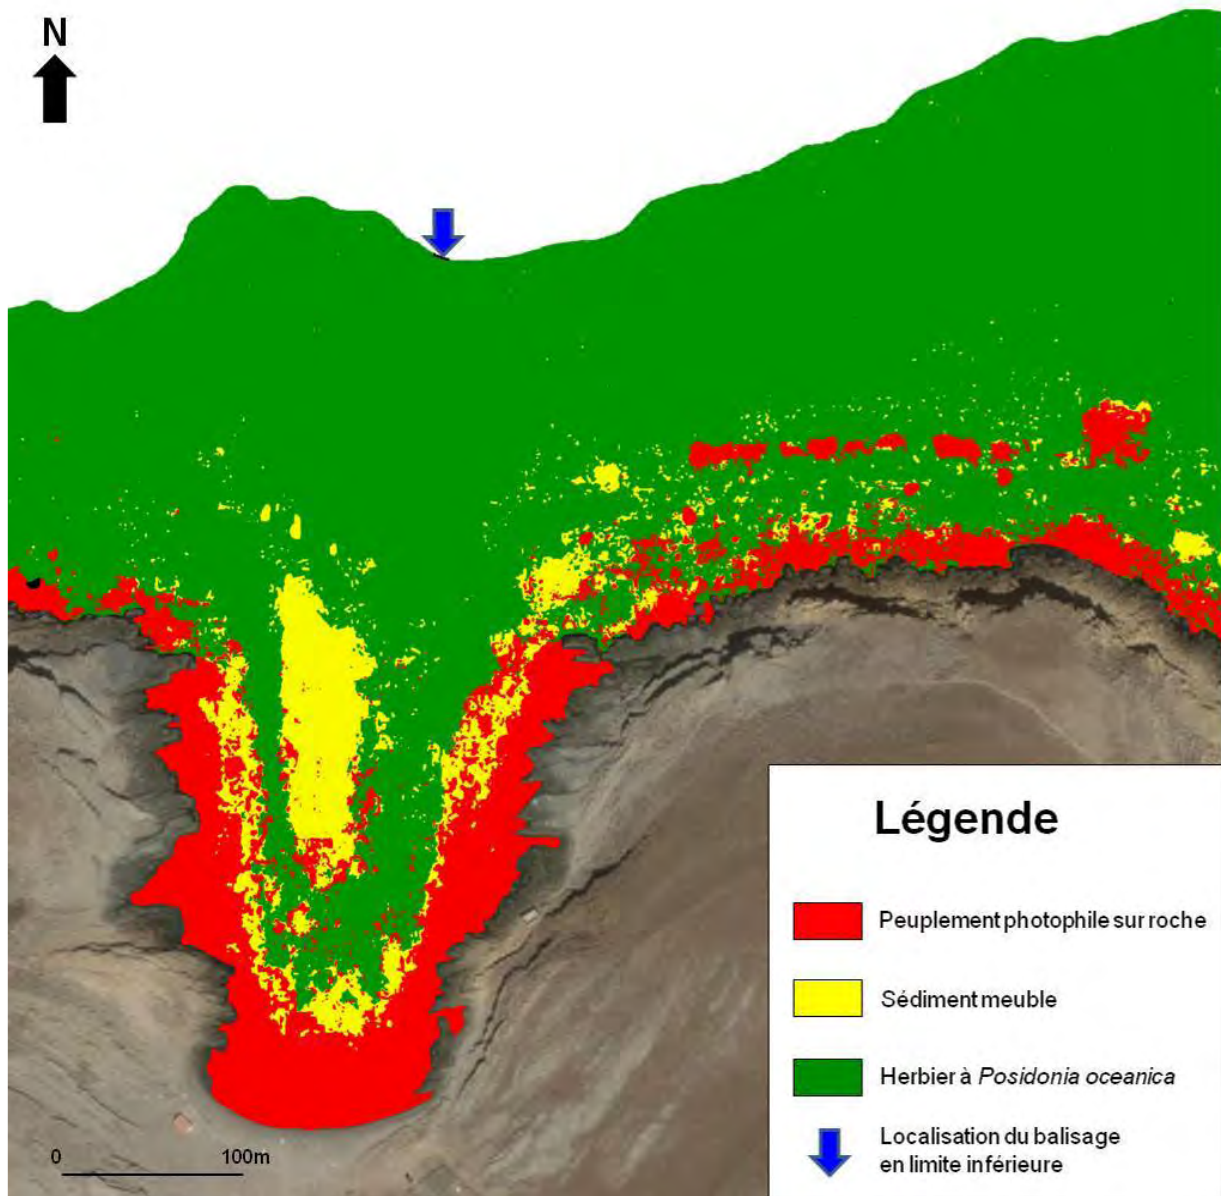 N
Légende
Peuplement photophile sur roche
Sédiment meuble
Herbier à Posidonia oceanica
Localisation du balisage
en limite inférieure
0 100m